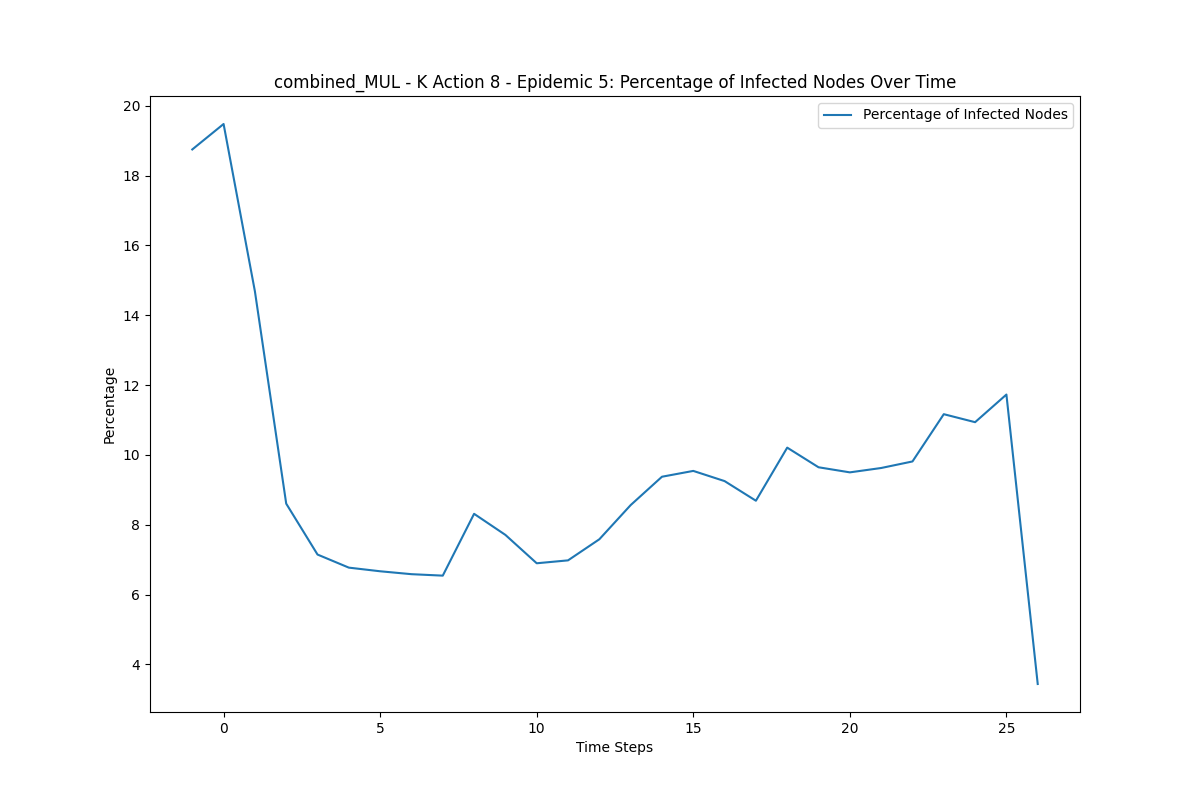 combined_MUL - K Action 8 - Epidemic 5: Percentage of Infected Nodes Over Time
Percentage of Infected Nodes
20
18
16
14
12
10
8
6
4
Percentage
0 5 10 15 20 25
Time Steps